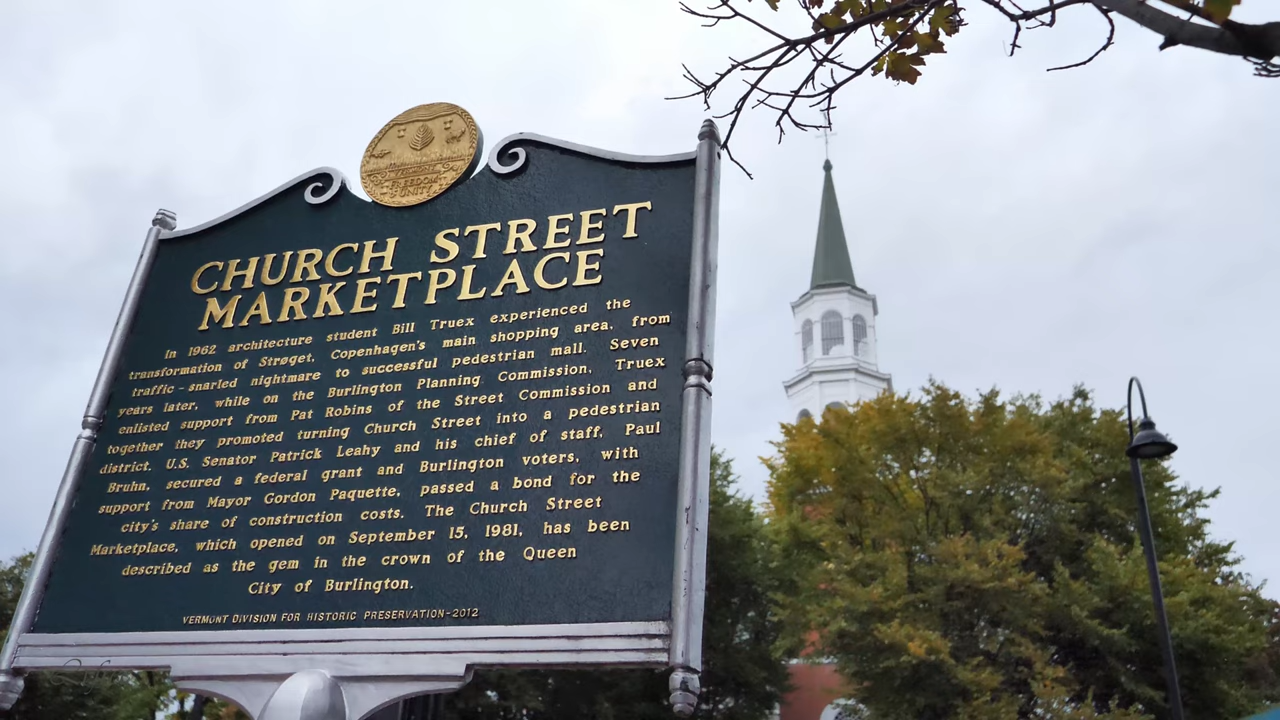 VERMONT
FREEDOM
& UNITY
CHURCH STREET
MARKETPLACE
In 1962 architecture student Bill Truex experienced the
transformation of Strøget, Copenhagen's main shopping area, from
traffic-snarled nightmare to successful pedestrian mall. Seven
years later, while on the Burlington Planning Commission, Truex
enlisted support from Pat Robins of the Street Commission and
together they promoted turning Church Street into a pedestrian
district. U.S. Senator Patrick Leahy and his chief of staff, Paul
Bruhn, secured a federal grant and Burlington voters, with
support from Mayor Gordon Paquette, passed a bond for the
city's share of construction costs. The Church Street
Marketplace, which opened on September 15, 1981, has been
described as the gem in the crown of the Queen
City of Burlington.
VERMONT DIVISION FOR HISTORIC PRESERVATION-2012